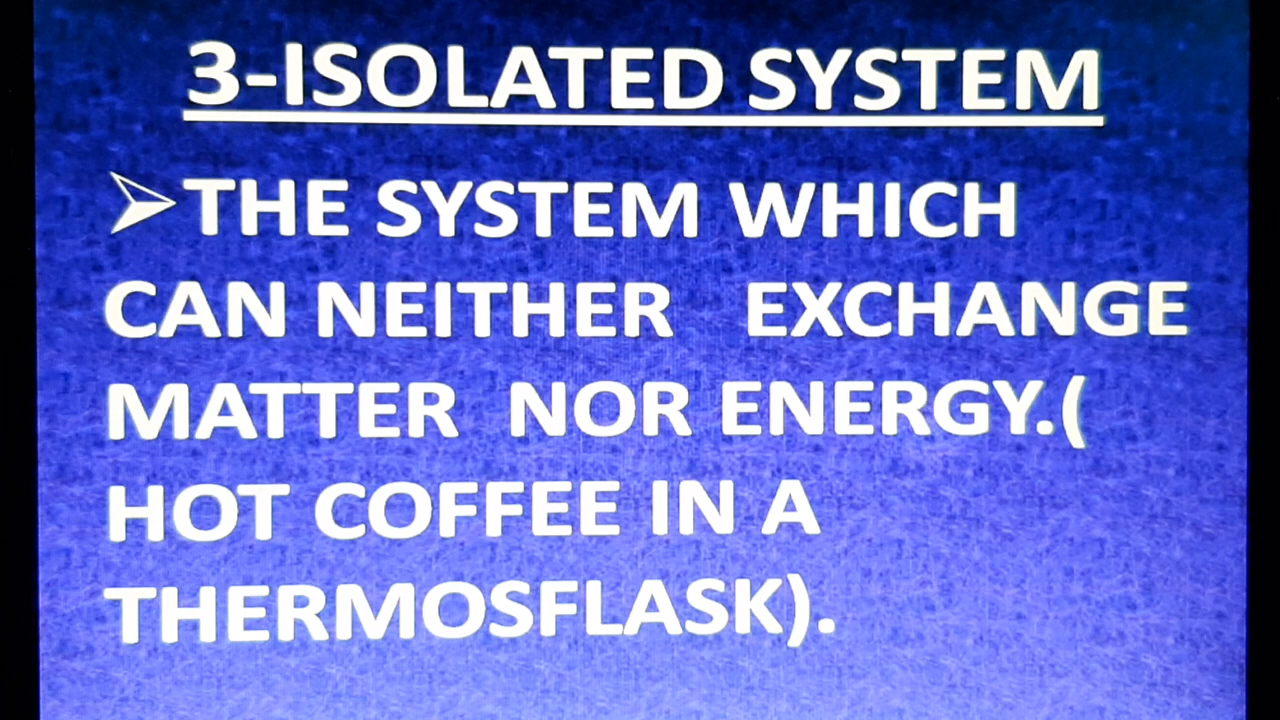 3-ISOLATED SYSTEM
➢THE SYSTEM WHICH
CAN NEITHER EXCHANGE
MATTER NOR ENERGY.(
HOT COFFEE IN A
THERMOSFLASK).